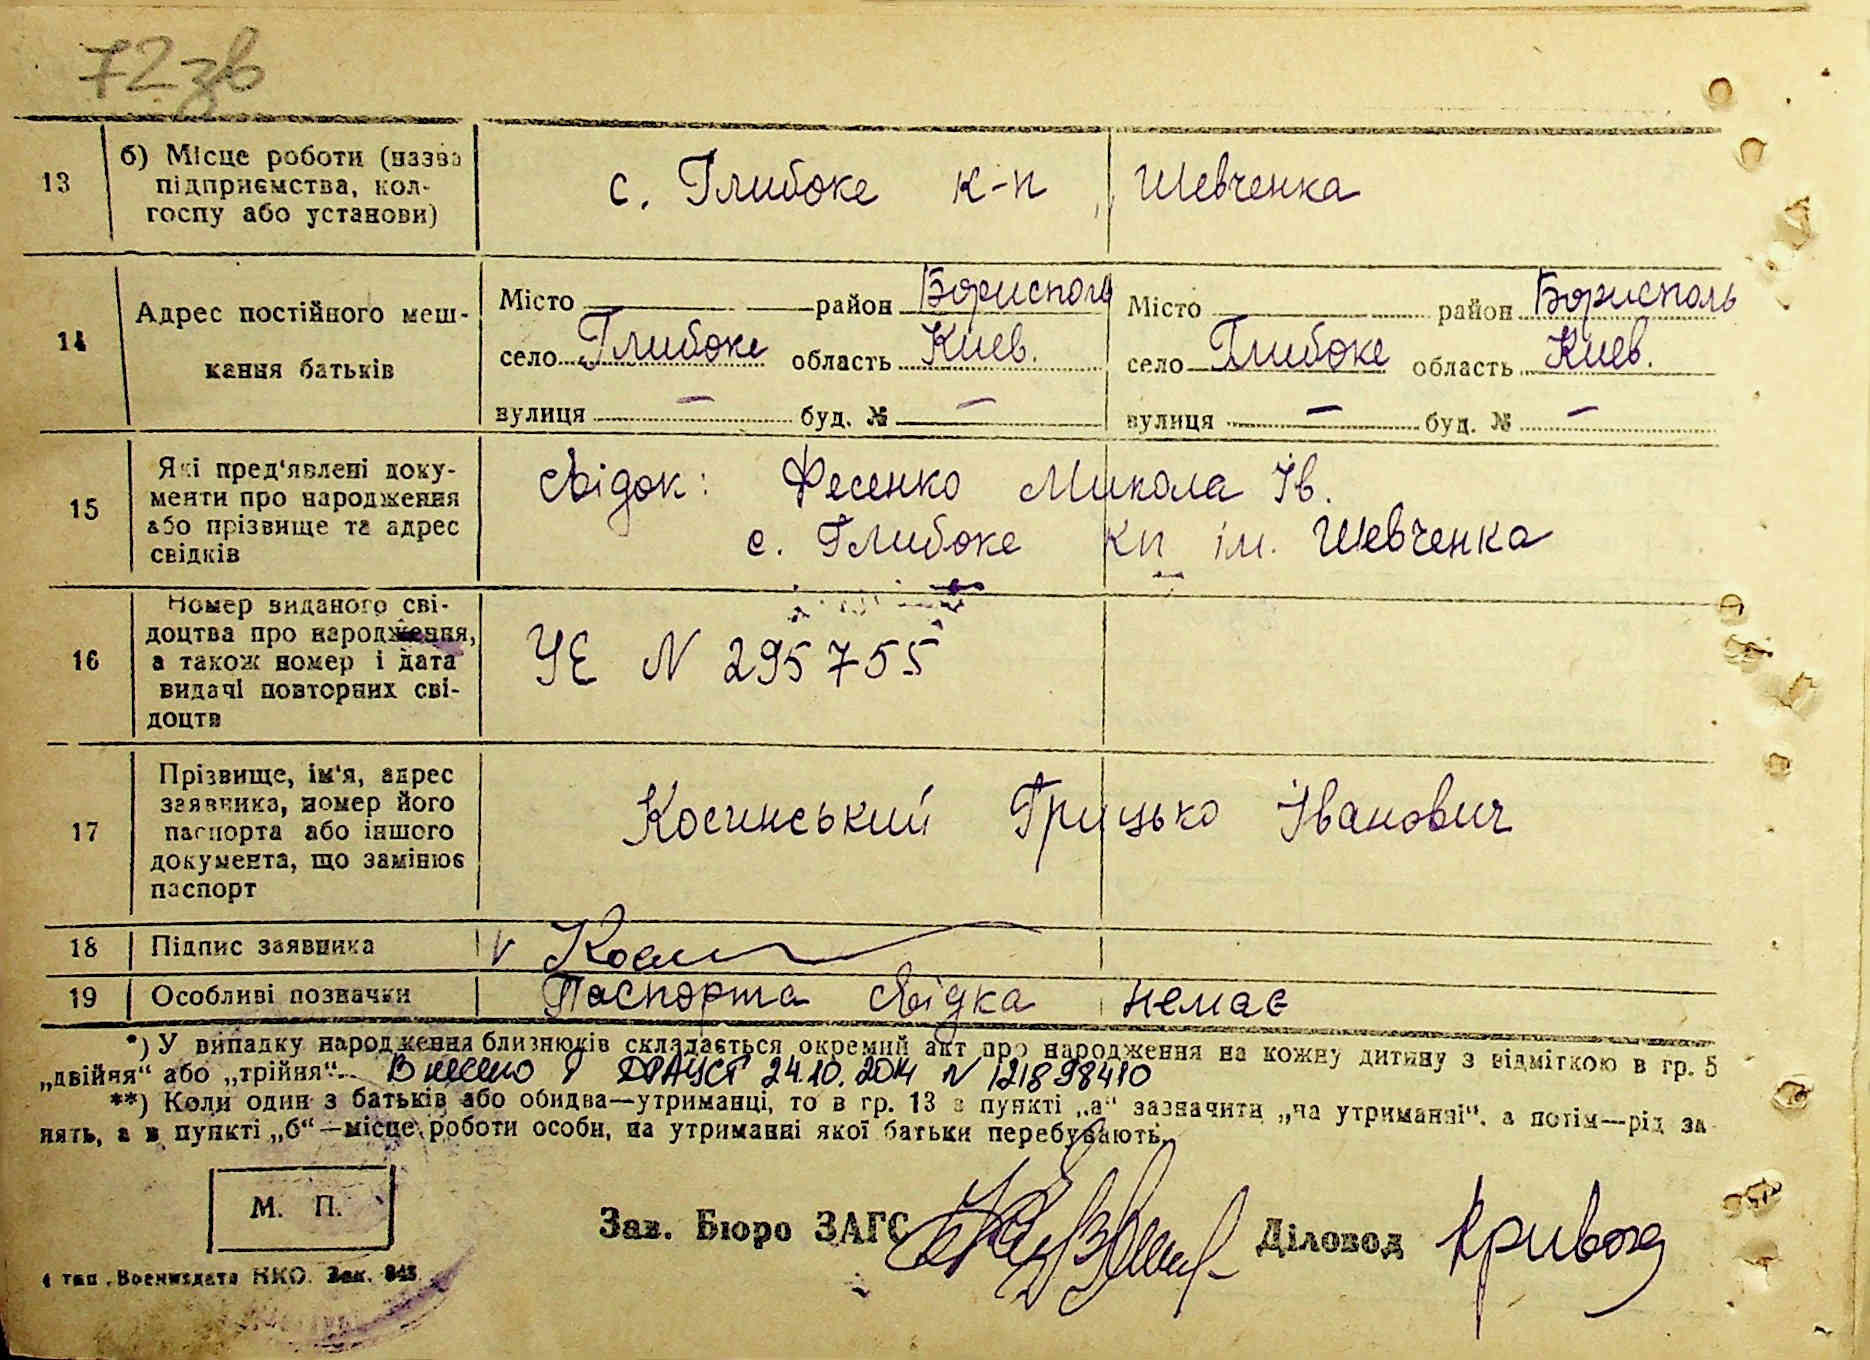 72зв
13
б) Місце роботи (назва
підприємства, кол-
госпу або установи)
с. Глибоке к-п „ Шевченка
14
Адрес постійного меш-
кання батьків
Місто район Бориспольь
село Глибоке область Киев.
вулиця — буд. № —
Місто район Борисполь
село Глибоке область Киев.
вулиця — буд. № —
15
Які пред'явлені доку-
менти про народження
або прізвище та адрес
свідків
свідок: Фесенко Микола Ів.
с. Глибоке кп ім. Шевченка
16
Номер виданого сві-
доцтва про народження,
а також номер і дата
видачі повторних сві-
доцтв
УЕ N 295755
17
Прізвище, ім'я, адрес
заявника, номер його
паспорта або іншого
документа, що замінює
паспорт
Косинський Грицько Іванович
18
Підпис заявника
v Косин
19
Особливі позначки
Паспорта свідка немає
*) У випадку народження близнюків складається окремий акт про народження на кожну дитину з відміткою в гр. 5
„двійня“ або „трійня“. Внесено в ДРАЦСГ 24.10.2014 N 121898410
**) Коли один з батьків або обидва—утриманці, то в гр. 13 в пункті „а“ зазначити „на утриманні“, а потім—рід за
нять, а в пункті „б“—місце роботи особи, на утриманні якої батьки перебувають.
М. П.
Зав. Бюро ЗАГС
Діловод
4 тип. Воениздата НКО. Зак. 843